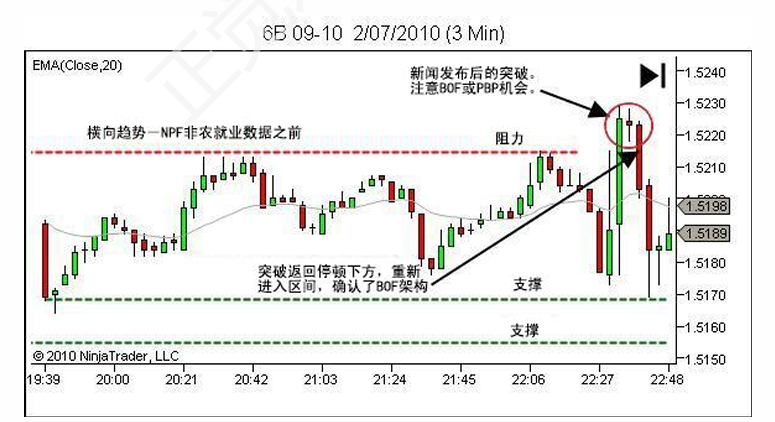 6B 09-10 2/07/2010 (3 Min)
EMA(Close,20)
新闻发布后的突破。
注意BOF或PBP机会。
横向趋势－NPF非农就业数据之前
阻力
突破返回停顿下方，重新
进入区间，确认了BOF架构
支撑
支撑
© 2010 NinjaTrader, LLC
1.5240
1.5230
1.5220
1.5210
1.5198
1.5189
1.5180
1.5170
1.5160
1.5150
19:39 20:00 20:21 20:42 21:03 21:24 21:45 22:06 22:27 22:48